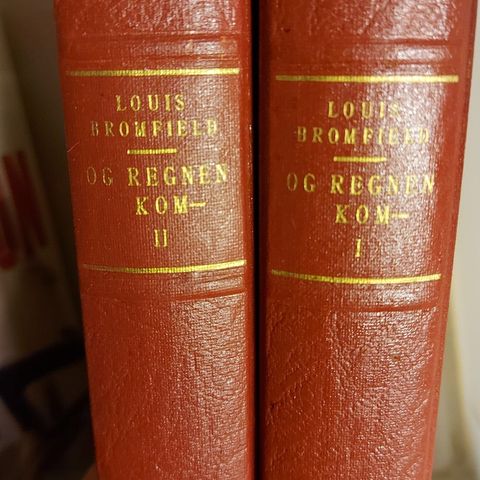 LOUIS
BROMFIELD
OG REGNEN
KOM—
II
LOUIS
BROMFIELD
OG REGNEN
KOM—
I